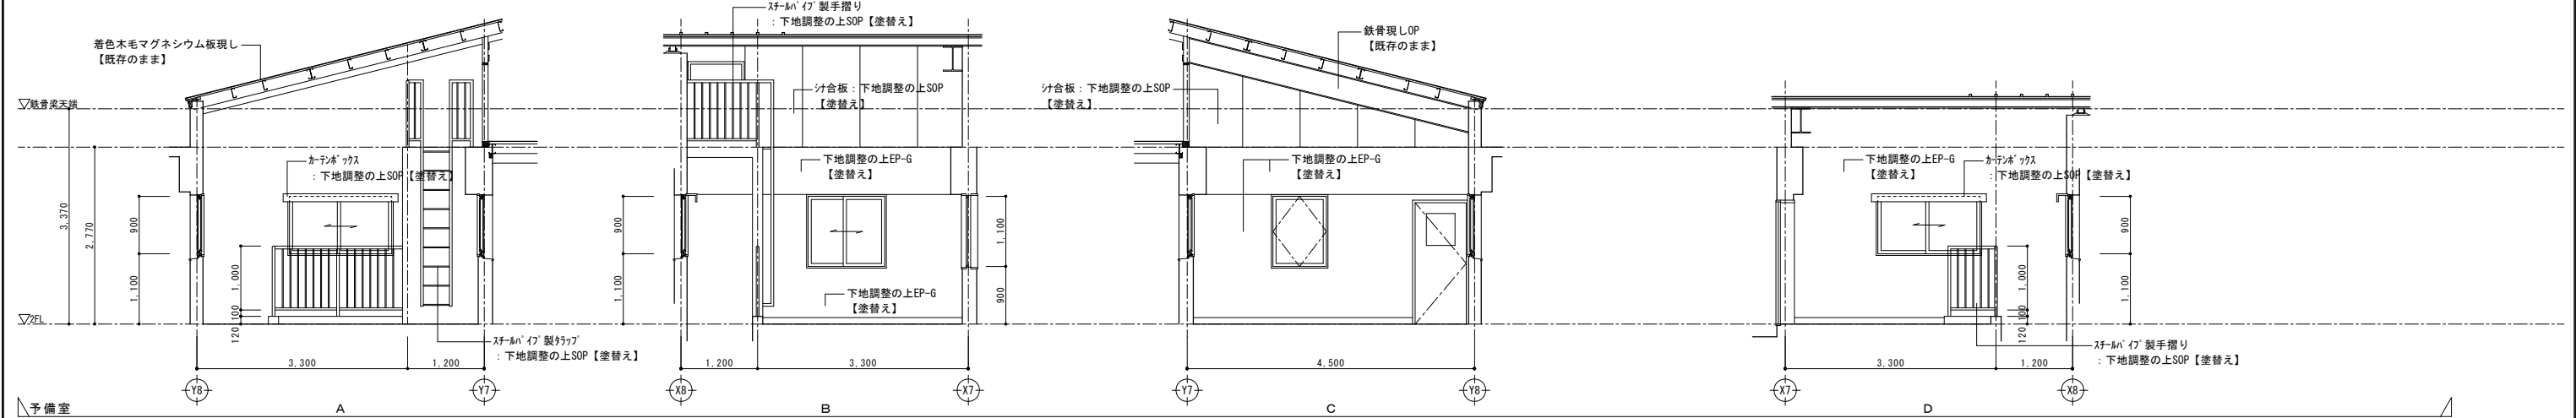 着色木毛マグネシウム板現し
【既存のまま】
▽鉄骨梁天端
3,370
2,770
900
1,100
ｶｰﾃﾝﾎﾞｯｸｽ
：下地調整の上SOP【塗替え】
1,000
100
120
▽2FL
ｽﾁｰﾙﾊﾟｲﾌﾟ製ﾀﾗｯﾌﾟ
：下地調整の上SOP【塗替え】
3,300
1,200
Y8
Y7
予備室
A
ｽﾁｰﾙﾊﾟｲﾌﾟ製手摺り
：下地調整の上SOP【塗替え】
ｼﾅ合板：下地調整の上SOP
【塗替え】
下地調整の上EP-G
【塗替え】
900
1,100
1,100
900
下地調整の上EP-G
【塗替え】
1,200
3,300
X8
X7
B
鉄骨現しOP
【既存のまま】
ｼﾅ合板：下地調整の上SOP
【塗替え】
下地調整の上EP-G
【塗替え】
4,500
Y7
Y8
C
下地調整の上EP-G
【塗替え】
ｶｰﾃﾝﾎﾞｯｸｽ
：下地調整の上SOP【塗替え】
900
1,100
1,000
100
120
ｽﾁｰﾙﾊﾟｲﾌﾟ製手摺り
：下地調整の上SOP【塗替え】
3,300
1,200
X7
X8
D